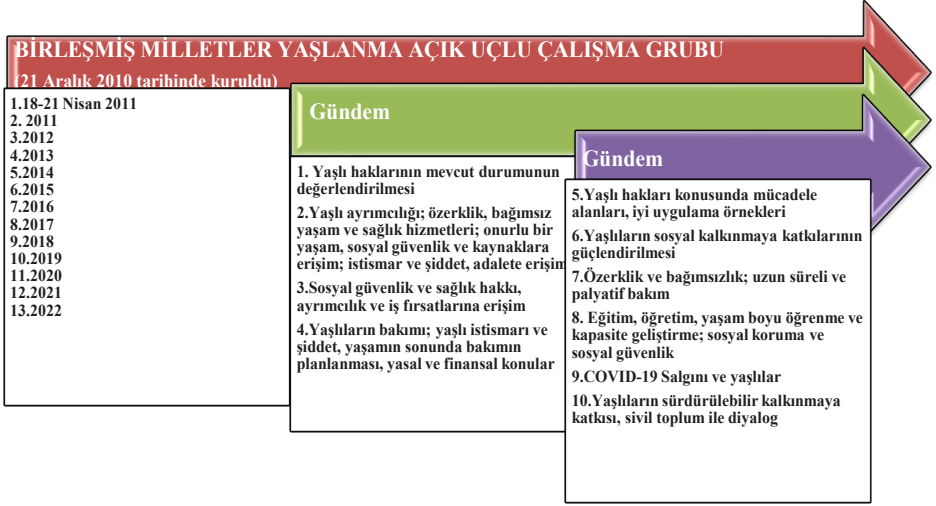 BİRLEŞMİŞ MİLLETLER YAŞLANMA AÇIK UÇLU ÇALIŞMA GRUBU
(21 Aralık 2010 tarihinde kuruldu)
1.18-21 Nisan 2011
2. 2011
3.2012
4.2013
5.2014
6.2015
7.2016
8.2017
9.2018
10.2019
11.2020
12.2021
13.2022
Gündem
1. Yaşlı haklarının mevcut durumunun
değerlendirilmesi
2.Yaşlı ayrımcılığı; özerklik, bağımsız
yaşam ve sağlık hizmetleri; onurlu bir
yaşam, sosyal güvenlik ve kaynaklara
erişim; istismar ve şiddet, adalete erişim
3.Sosyal güvenlik ve sağlık hakkı,
ayrımcılık ve iş fırsatlarına erişim
4.Yaşlıların bakımı; yaşlı istismarı ve
şiddet, yaşamın sonunda bakımın
planlanması, yasal ve finansal konular
Gündem
5.Yaşlı hakları konusunda mücadele
alanları, iyi uygulama örnekleri
6.Yaşlıların sosyal kalkınmaya katkılarının
güçlendirilmesi
7.Özerklik ve bağımsızlık; uzun süreli ve
palyatif bakım
8. Eğitim, öğretim, yaşam boyu öğrenme ve
kapasite geliştirme; sosyal koruma ve
sosyal güvenlik
9.COVID-19 Salgını ve yaşlılar
10.Yaşlıların sürdürülebilir kalkınmaya
katkısı, sivil toplum ile diyalog